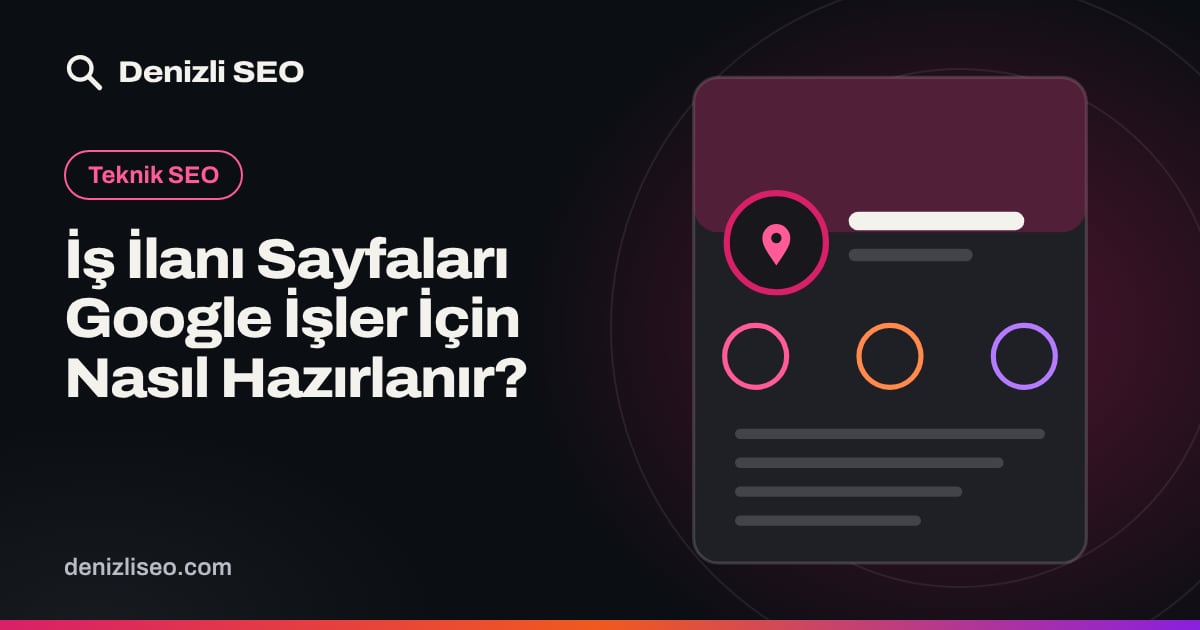 Denizli SEO
Teknik SEO
İş İlanı Sayfaları
Google İşler İçin
Nasıl Hazırlanır?
denizliseo.com